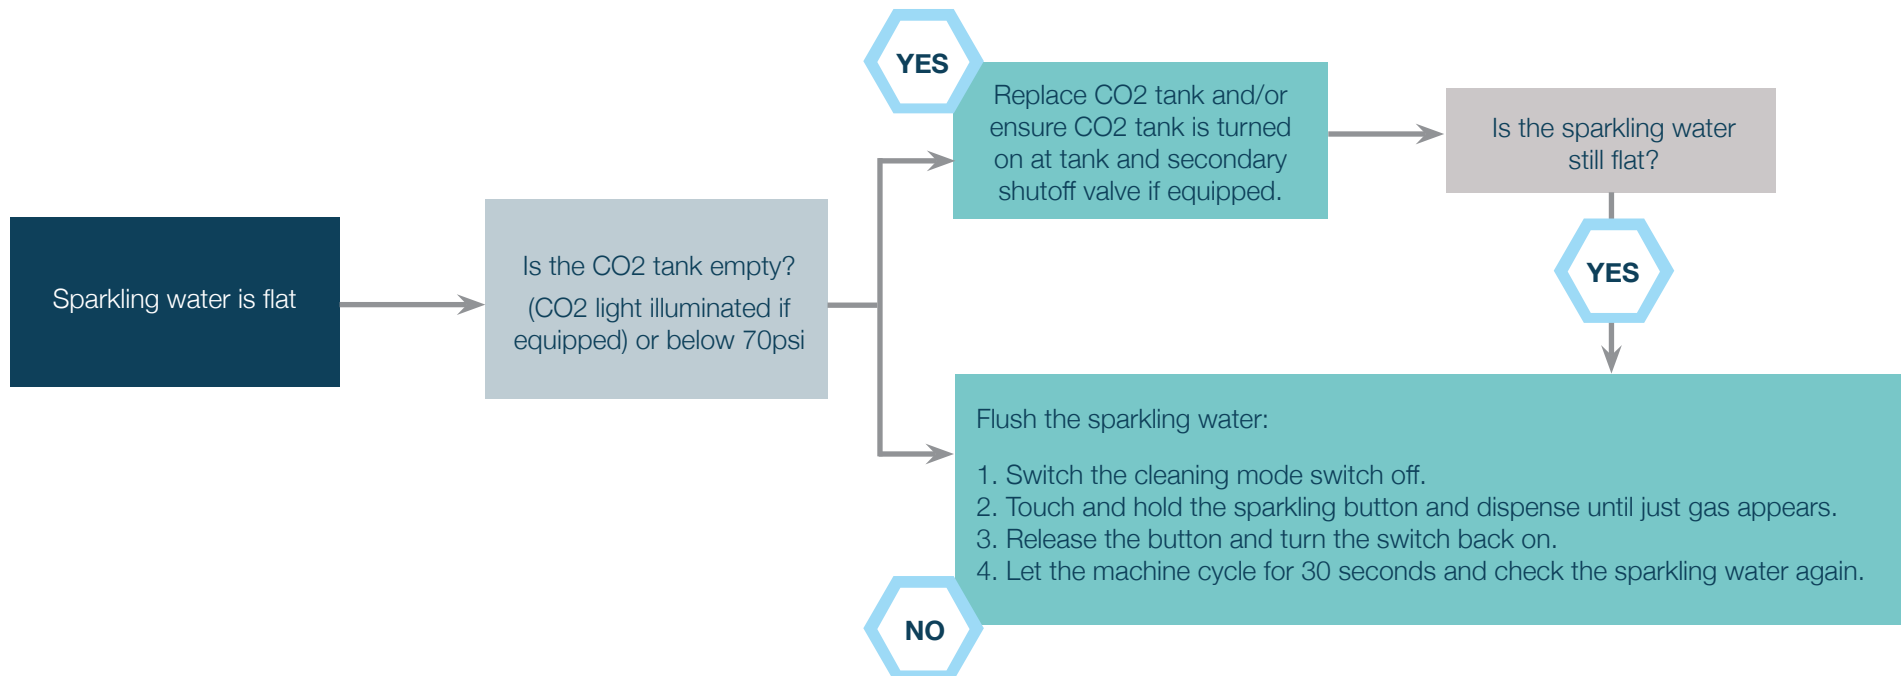 Sparkling water is flat
Is the CO2 tank empty?
(CO2 light illuminated if
equipped) or below 70psi
YES
Replace CO2 tank and/or
ensure CO2 tank is turned
on at tank and secondary
shutoff valve if equipped.
Is the sparkling water
still flat?
YES
Flush the sparkling water:
1. Switch the cleaning mode switch off.
2. Touch and hold the sparkling button and dispense until just gas appears.
3. Release the button and turn the switch back on.
4. Let the machine cycle for 30 seconds and check the sparkling water again.
NO